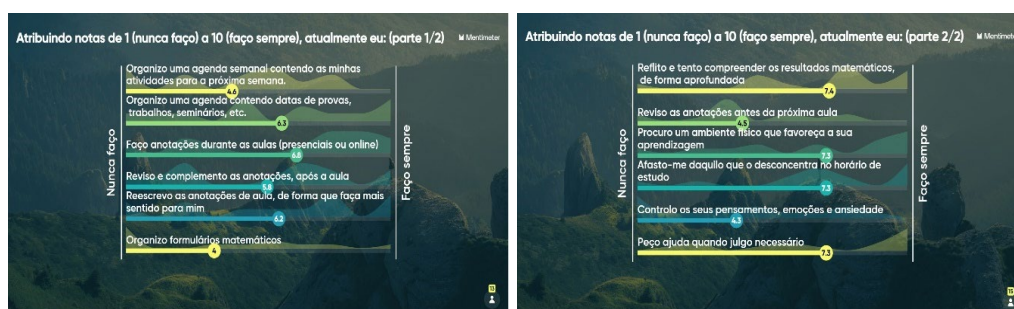 Atribuindo notas de 1 (nunca faço) a 10 (faço sempre), atualmente eu: (parte 1/2)
Mentimeter
Nunca faço
Organizo uma agenda semanal contendo as minhas
atividades para a próxima semana.
4.6
Organizo uma agenda contendo datas de provas,
trabalhos, seminários, etc.
6.3
Faço anotações durante as aulas (presenciais ou online)
6.8
Reviso e complemento as anotações, após a aula
5.8
Reescrevo as anotações de aula, de forma que faça mais
sentido para mim
6.2
Organizo formulários matemáticos
4
Faço sempre
13
Atribuindo notas de 1 (nunca faço) a 10 (faço sempre), atualmente eu: (parte 2/2)
Mentimete
Nunca faço
Reflito e tento compreender os resultados matemáticos,
de forma aprofundada
7.4
Reviso as anotações antes da próxima aula
4.5
Procuro um ambiente físico que favoreça a sua
aprendizagem
7.3
Afasto-me daquilo que o desconcentra no horário de
estudo
7.3
Controlo os seus pensamentos, emoções e ansiedade
4.3
Peço ajuda quando julgo necessário
7.3
Faço sempre